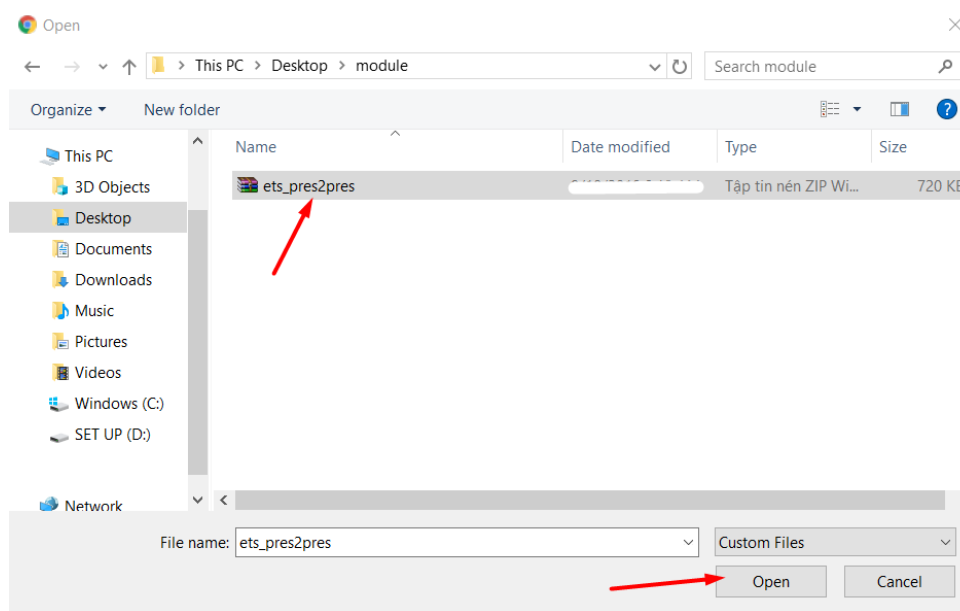 Open
This PC > Desktop > module
Search module
Organize
New folder
Name
Date modified
Type
Size
This PC
3D Objects
Desktop
Documents
Downloads
Music
Pictures
Videos
Windows (C:)
SET UP (D:)
Network
ets_pres2pres
Tập tin nén ZIP Wi...
720 KB
File name:
ets_pres2pres
Custom Files
Open
Cancel